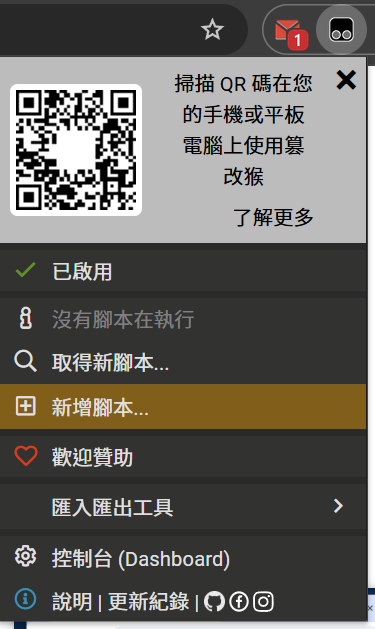 1
掃描 QR 碼在您
的手機或平板
電腦上使用篡
改猴
了解更多
已啟用
沒有腳本在執行
取得新腳本...
新增腳本...
歡迎贊助
匯入匯出工具
控制台 (Dashboard)
說明 | 更新紀錄 |